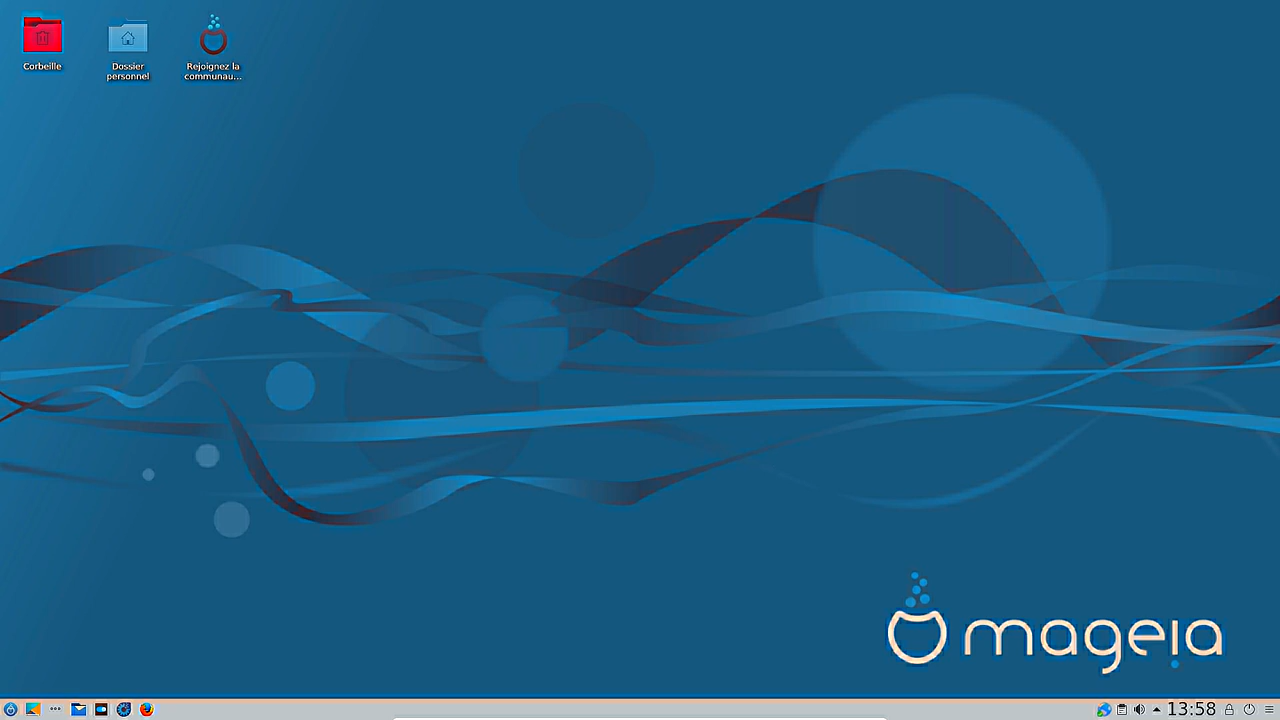 Corbeille
Dossier
personnel
Rejoignez la
communau...
mageia
13:58